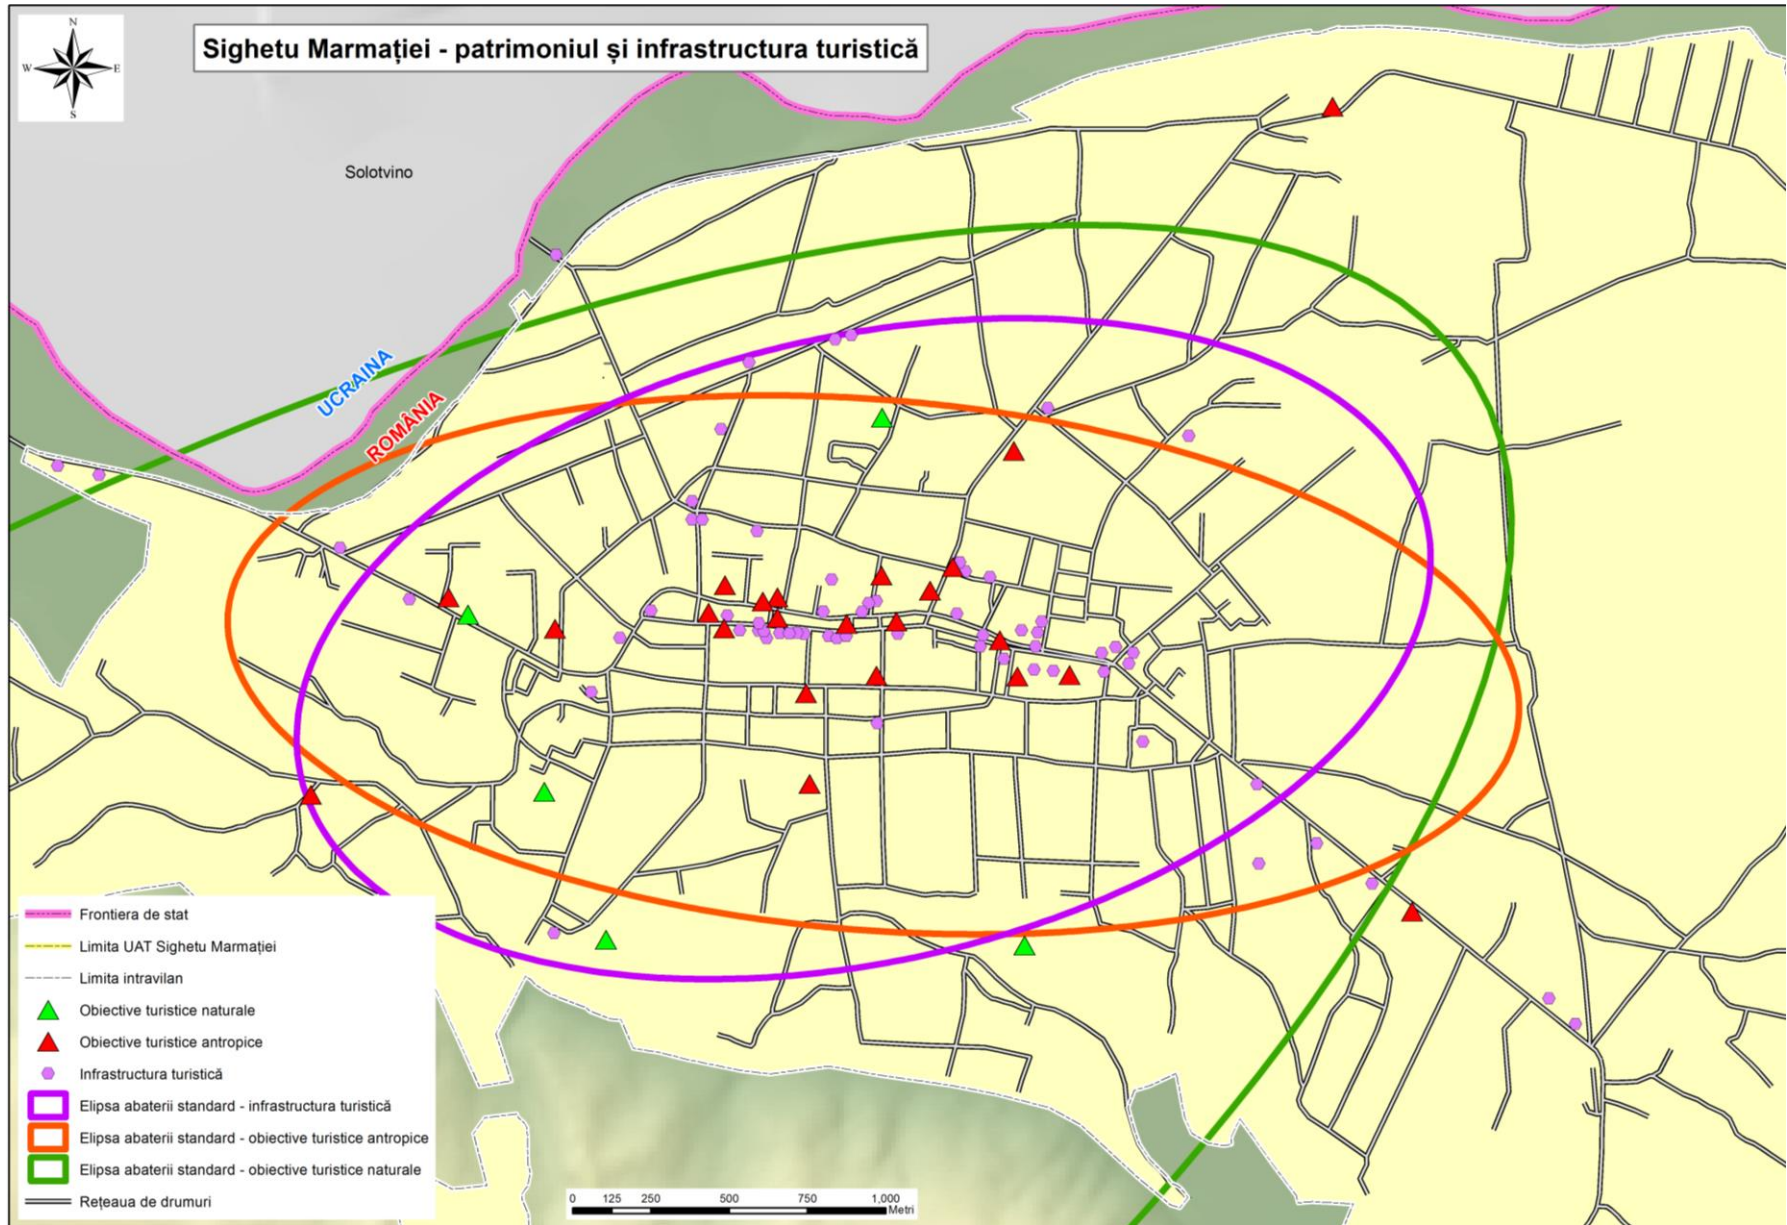 Sighetu Marmației - patrimoniul și infrastructura turistică
N
W E
S
Solotvino
UCRAINA
ROMÂNIA
Frontiera de stat
Limita UAT Sighetu Marmației
Limita intravilan
Obiective turistice naturale
Obiective turistice antropice
Infrastructura turistică
Elipsa abaterii standard - infrastructura turistică
Elipsa abaterii standard - obiective turistice antropice
Elipsa abaterii standard - obiective turistice naturale
Rețeaua de drumuri
0 125 250 500 750 1,000
Metri